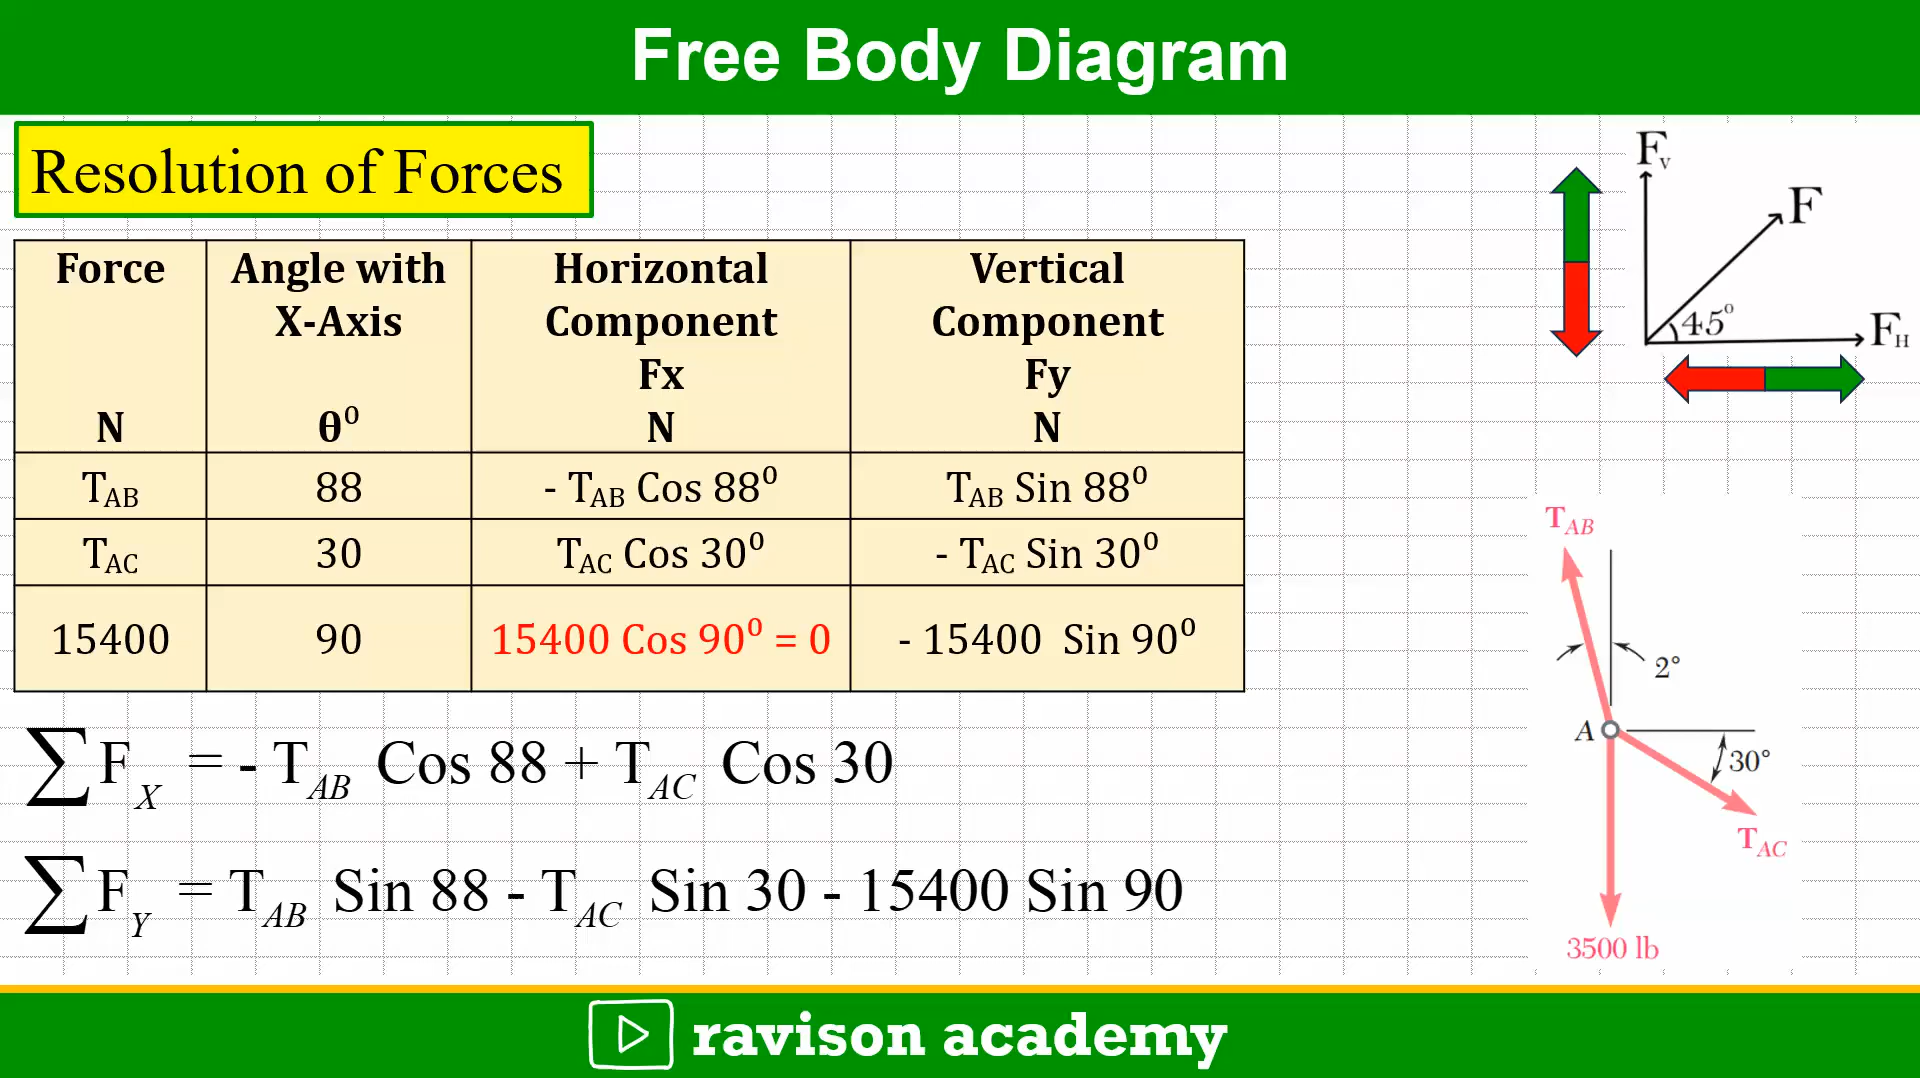 Free Body Diagram
Resolution of Forces
Force N
Angle with X-Axis θ⁰
Horizontal Component Fx N
Vertical Component Fy N
T_AB 88 - T_AB Cos 88⁰ T_AB Sin 88⁰
T_AC 30 T_AC Cos 30⁰ - T_AC Sin 30⁰
15400 90 15400 Cos 90⁰ = 0 - 15400 Sin 90⁰
∑F_X = - T_AB Cos 88 + T_AC Cos 30
∑F_Y = T_AB Sin 88 - T_AC Sin 30 - 15400 Sin 90
F_V
F
45°
F_H
T_AB
2°
A
30°
T_AC
3500 lb
ravison academy